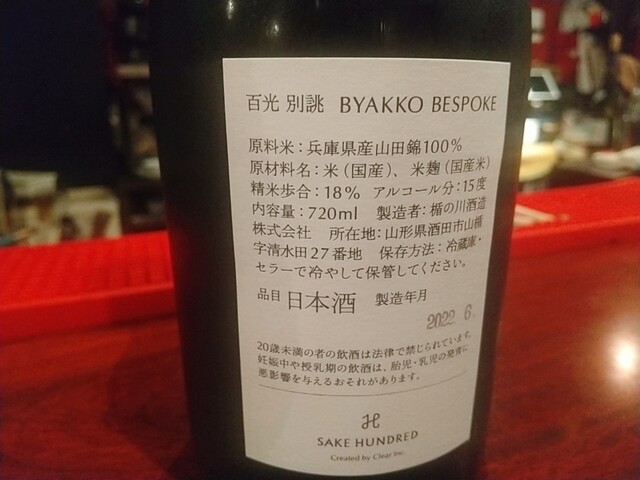 百光 別誂 BYAKKO BESPOKE
原料米：兵庫県産山田錦100%
原材料名：米（国産）、米麹（国産米）
精米歩合：18% アルコール分：15度
内容量：720ml 製造者：楯の川酒造
株式会社 所在地：山形県酒田市山楯
字清水田27番地 保存方法：冷蔵庫・
セラーで冷やして保管してください。
品目 日本酒 製造年月
2022. 6
20歳未満の者の飲酒は法律で禁じられています。
妊娠中や授乳期の飲酒は、胎児・乳児の発育に
悪影響を与えるおそれがあります。
SAKE HUNDRED
Created by Clear Inc.